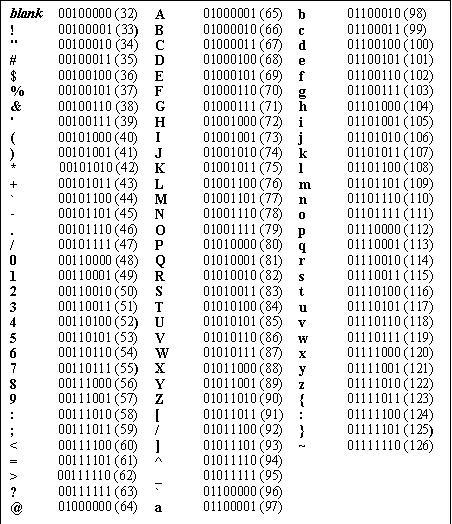 blank 00100000 (32) A 01000001 (65) b 01100010 (98)
! 00100001 (33) B 01000010 (66) c 01100011 (99)
" 00100010 (34) C 01000011 (67) d 01100100 (100)
# 00100011 (35) D 01000100 (68) e 01100101 (101)
$ 00100100 (36) E 01000101 (69) f 01100110 (102)
% 00100101 (37) F 01000110 (70) g 01100111 (103)
& 00100110 (38) G 01000111 (71) h 01101000 (104)
' 00100111 (39) H 01001000 (72) i 01101001 (105)
( 00101000 (40) I 01001001 (73) j 01101010 (106)
) 00101001 (41) J 01001010 (74) k 01101011 (107)
* 00101010 (42) K 01001011 (75) l 01101100 (108)
+ 00101011 (43) L 01001100 (76) m 01101101 (109)
` 00101100 (44) M 01001101 (77) n 01101110 (110)
- 00101101 (45) N 01001110 (78) o 01101111 (111)
. 00101110 (46) O 01001111 (79) p 01110000 (112)
/ 00101111 (47) P 01010000 (80) q 01110001 (113)
0 00110000 (48) Q 01010001 (81) r 01110010 (114)
1 00110001 (49) R 01010010 (82) s 01110011 (115)
2 00110010 (50) S 01010011 (83) t 01110100 (116)
3 00110011 (51) T 01010100 (84) u 01110101 (117)
4 00110100 (52) U 01010101 (85) v 01110110 (118)
5 00110101 (53) V 01010110 (86) w 01110111 (119)
6 00110110 (54) W 01010111 (87) x 01111000 (120)
7 00110111 (55) X 01011000 (88) y 01111001 (121)
8 00111000 (56) Y 01011001 (89) z 01111010 (122)
9 00111001 (57) Z 01011010 (90) { 01111011 (123)
: 00111010 (58) [ 01011011 (91) : 01111100 (124)
; 00111011 (59) / 01011100 (92) } 01111101 (125)
< 00111100 (60) ] 01011101 (93) ~ 01111110 (126)
= 00111101 (61) ^ 01011110 (94)
> 00111110 (62) _ 01011111 (95)
? 00111111 (63) ` 01100000 (96)
@ 01000000 (64) a 01100001 (97)